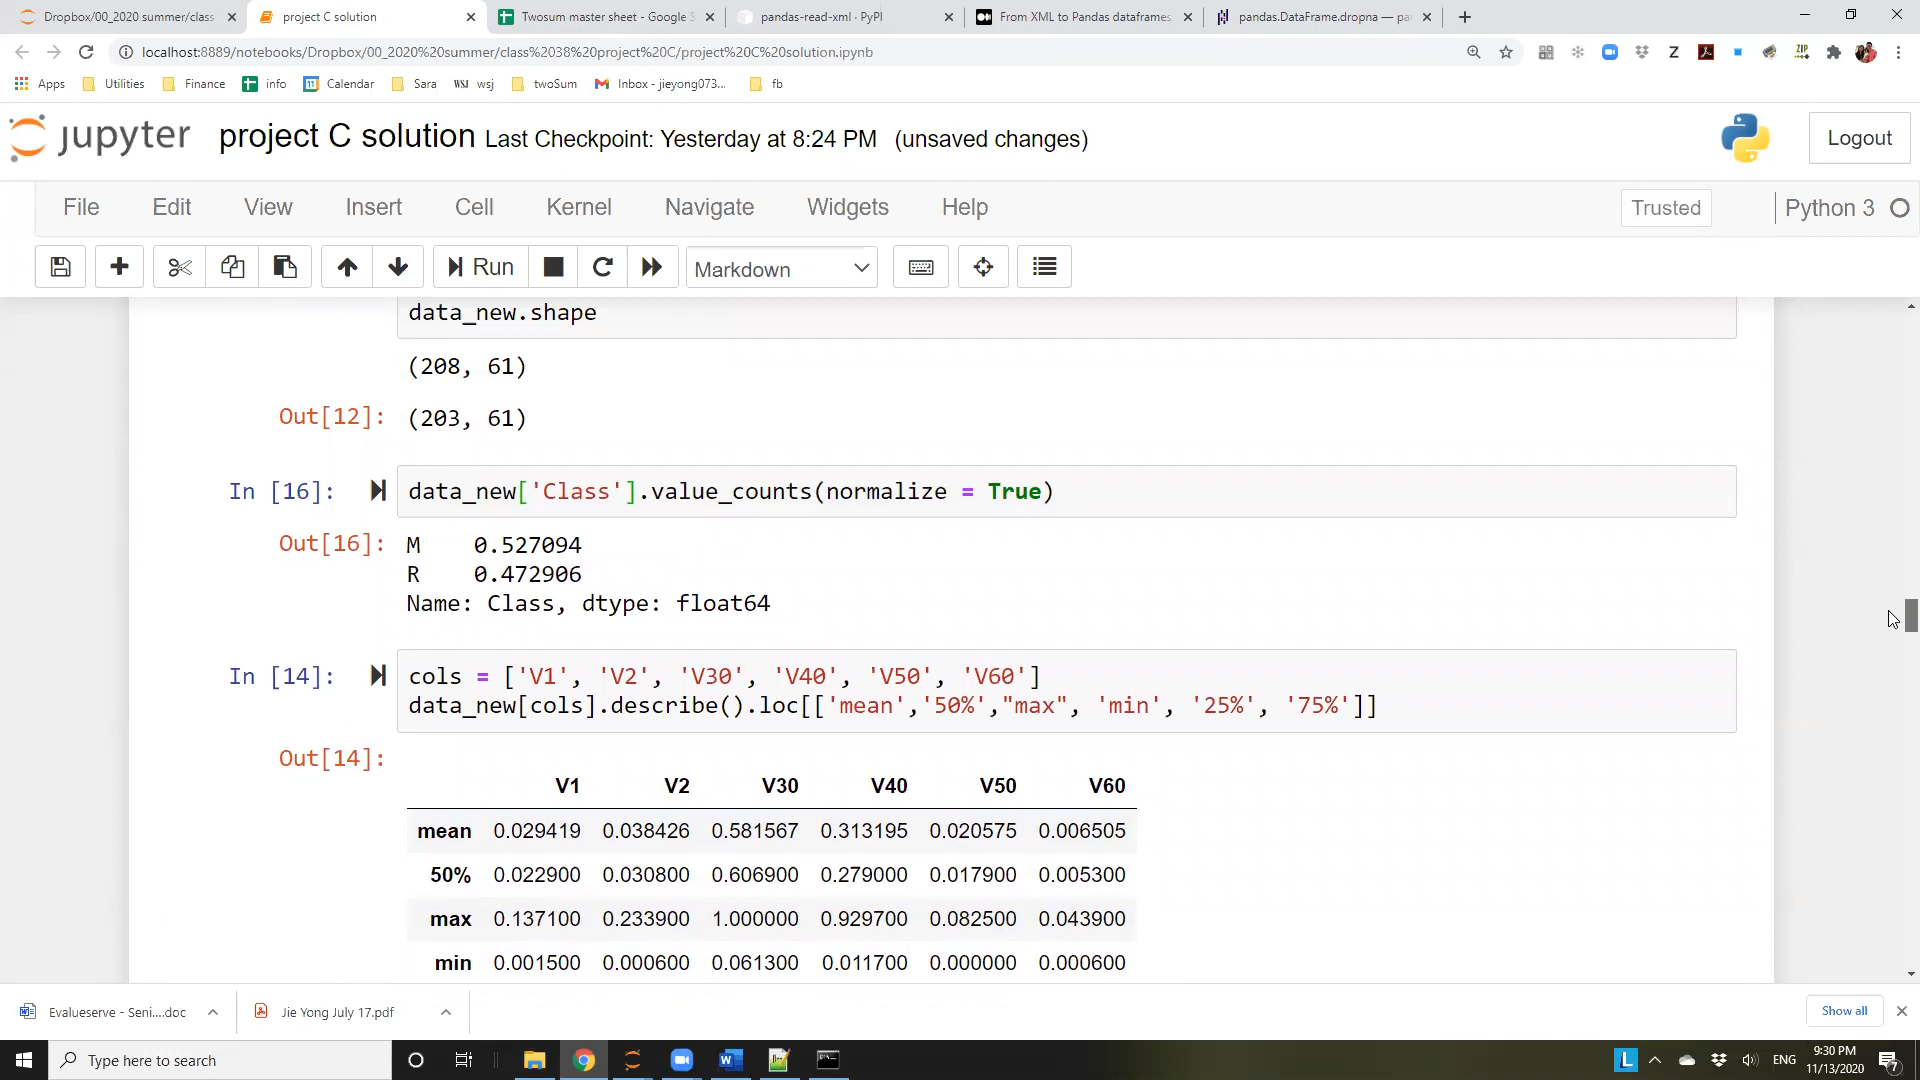 Dropbox/00_2020 summer/class
project C solution
Twosum master sheet - Google S
pandas-read-xml · PyPI
From XML to Pandas dataframes
pandas.DataFrame.dropna — pa
localhost:8889/notebooks/Dropbox/00_2020%20summer/class%2038%20project%20C/project%20C%20solution.ipynb
Apps Utilities Finance info Calendar Sara WSJ wsj twoSum Inbox - jieyong073... fb
jupyter project C solution Last Checkpoint: Yesterday at 8:24 PM (unsaved changes) Logout
File Edit View Insert Cell Kernel Navigate Widgets Help Trusted Python 3
Run Markdown
data_new.shape
(208, 61)
Out[12]: (203, 61)
In [16]: data_new['Class'].value_counts(normalize = True)
Out[16]: M 0.527094
R 0.472906
Name: Class, dtype: float64
In [14]: cols = ['V1', 'V2', 'V30', 'V40', 'V50', 'V60']
data_new[cols].describe().loc[['mean','50%',"max", 'min', '25%', '75%']]
Out[14]:
V1 V2 V30 V40 V50 V60
mean 0.029419 0.038426 0.581567 0.313195 0.020575 0.006505
50% 0.022900 0.030800 0.606900 0.279000 0.017900 0.005300
max 0.137100 0.233900 1.000000 0.929700 0.082500 0.043900
min 0.001500 0.000600 0.061300 0.011700 0.000000 0.000600
Evalueserve - Seni....doc Jie Yong July 17.pdf Show all
Type here to search ENG 9:30 PM
11/13/2020